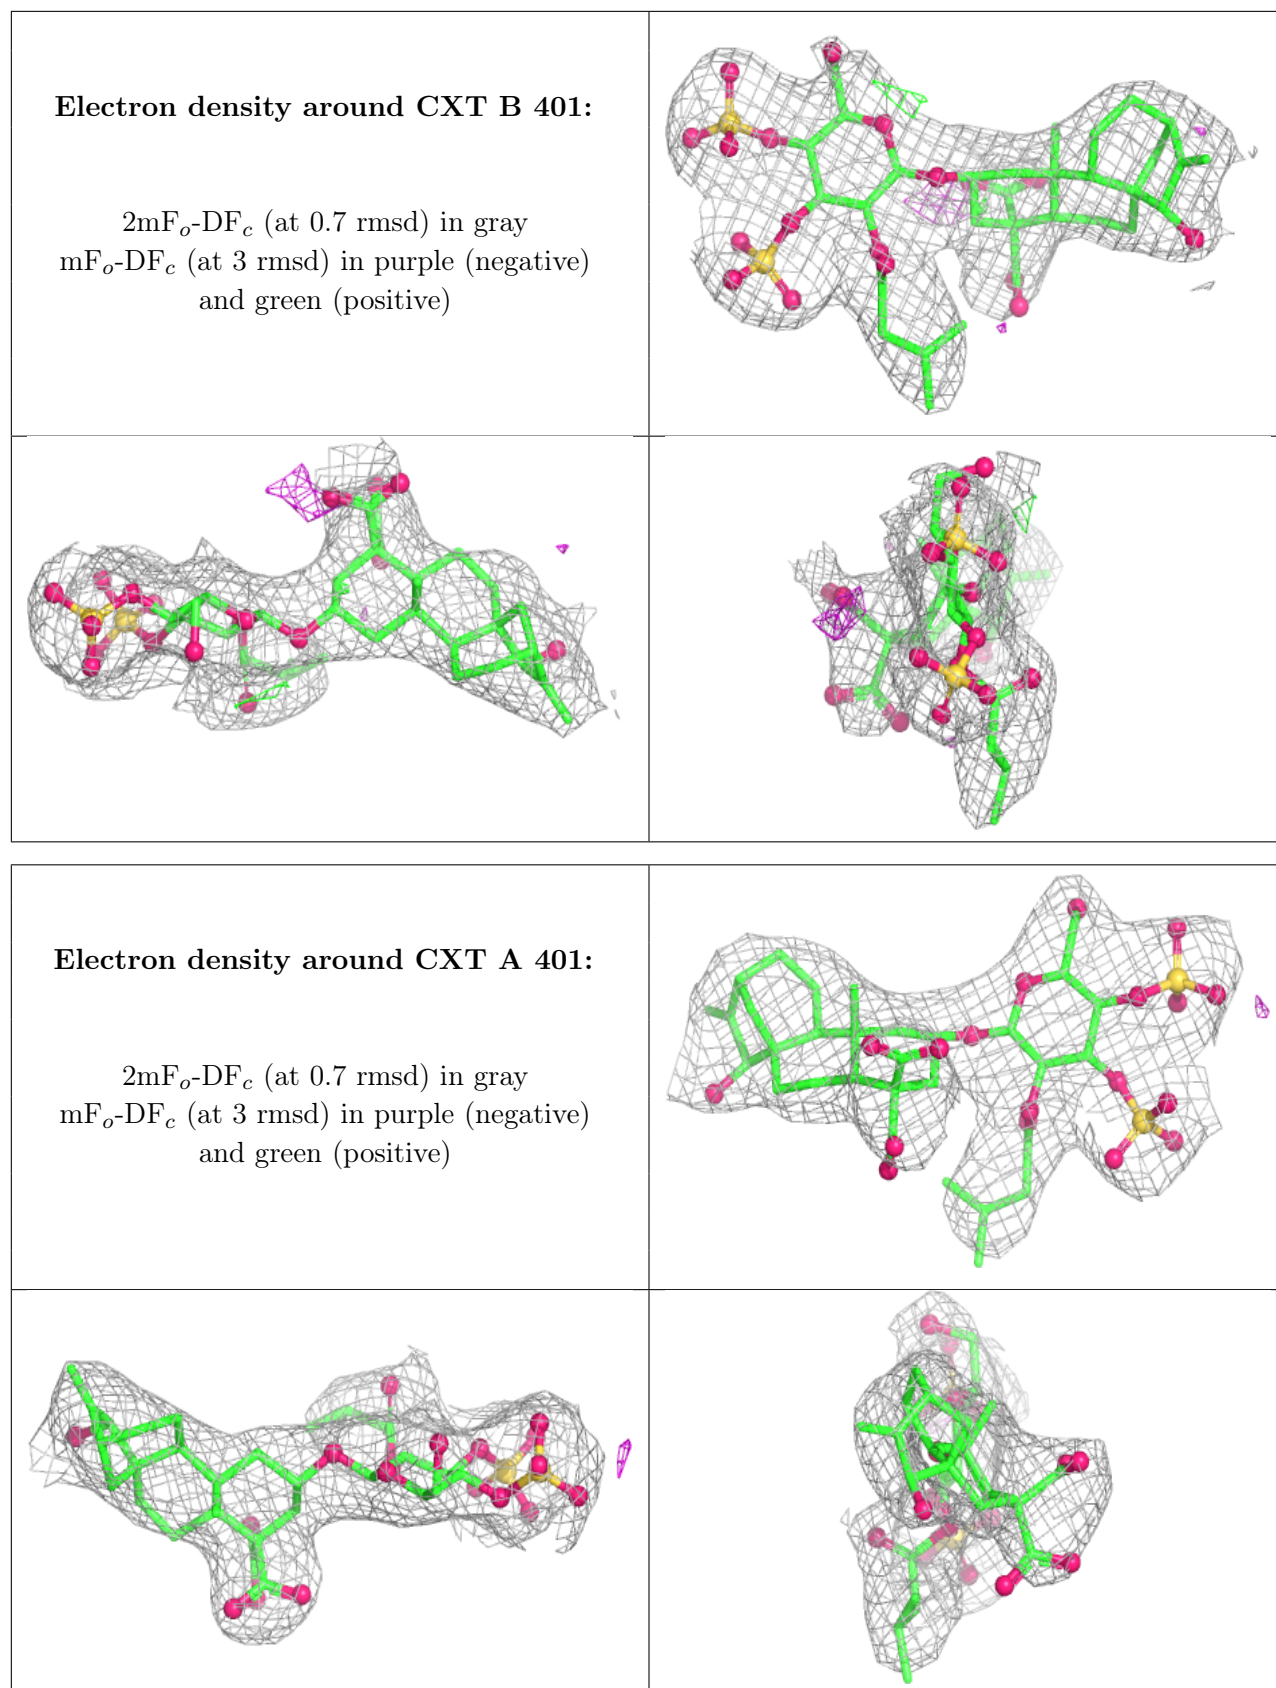 Electron density around CXT B 401:
2mFₒ-DF𝒸 (at 0.7 rmsd) in gray
mFₒ-DF𝒸 (at 3 rmsd) in purple (negative)
and green (positive)
Electron density around CXT A 401:
2mFₒ-DF𝒸 (at 0.7 rmsd) in gray
mFₒ-DF𝒸 (at 3 rmsd) in purple (negative)
and green (positive)